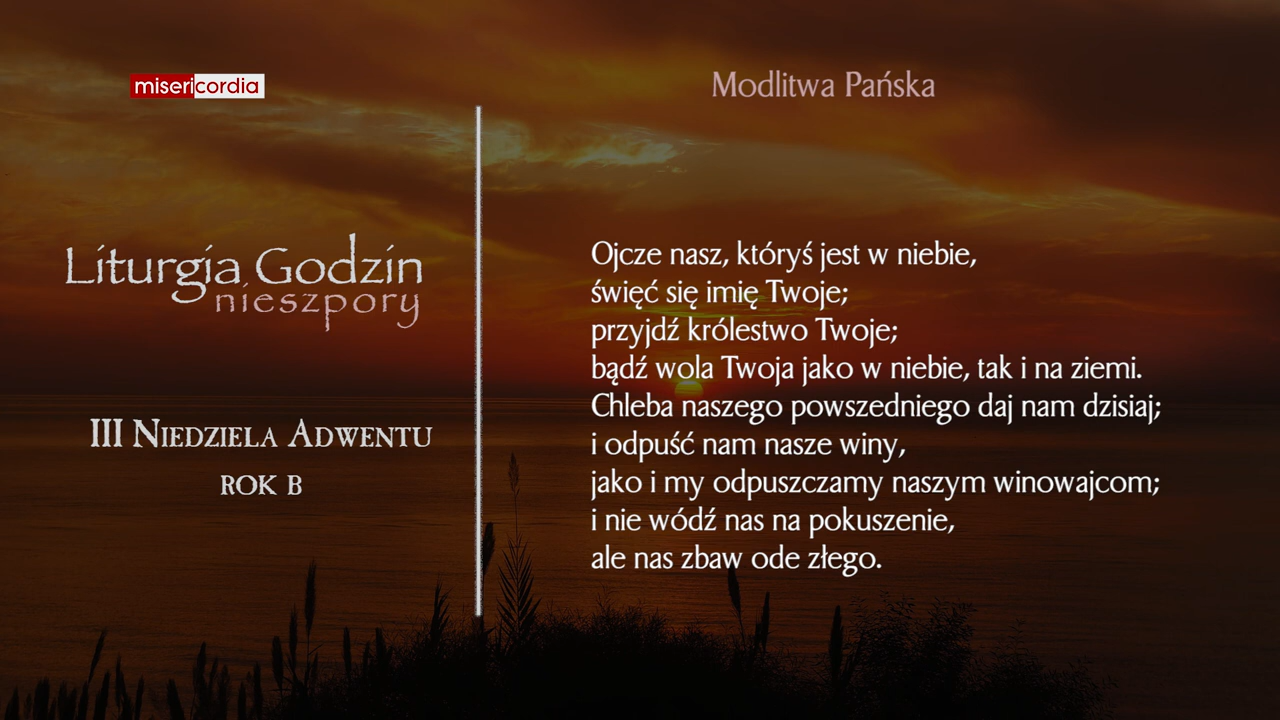 misericordia
Liturgia Godzin
nieszpory
III Niedziela Adwentu
ROK B
Modlitwa Pańska
Ojcze nasz, któryś jest w niebie,
święć się imię Twoje;
przyjdź królestwo Twoje;
bądź wola Twoja jako w niebie, tak i na ziemi.
Chleba naszego powszedniego daj nam dzisiaj;
i odpuść nam nasze winy,
jako i my odpuszczamy naszym winowajcom;
i nie wódź nas na pokuszenie,
ale nas zbaw ode złego.